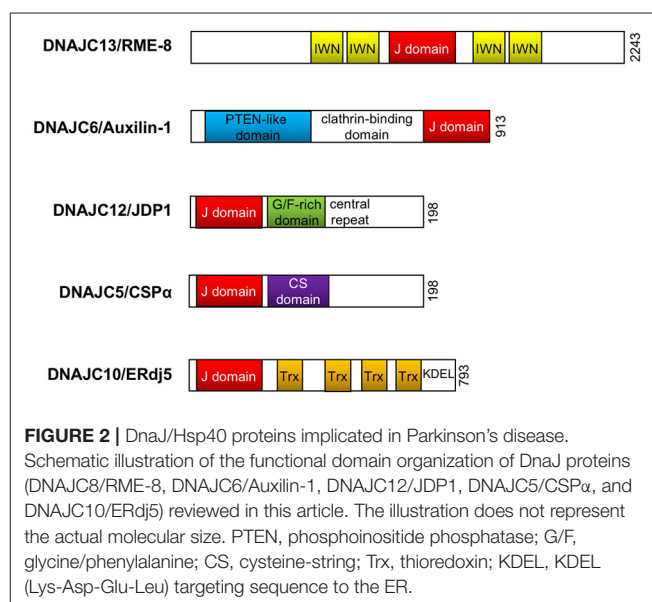 DNAJC13/RME-8
IWN IWN J domain IWN IWN
2243
DNAJC6/Auxilin-1
PTEN-like domain
clathrin-binding domain
J domain
913
DNAJC12/JDP1
J domain
G/F-rich domain
central repeat
198
DNAJC5/CSPα
J domain
CS domain
198
DNAJC10/ERdj5
J domain Trx Trx Trx Trx KDEL
793
FIGURE 2 | DnaJ/Hsp40 proteins implicated in Parkinson's disease.
Schematic illustration of the functional domain organization of DnaJ proteins
(DNAJC8/RME-8, DNAJC6/Auxilin-1, DNAJC12/JDP1, DNAJC5/CSPα, and
DNAJC10/ERdj5) reviewed in this article. The illustration does not represent
the actual molecular size. PTEN, phosphoinositide phosphatase; G/F,
glycine/phenylalanine; CS, cysteine-string; Trx, thioredoxin; KDEL, KDEL
(Lys-Asp-Glu-Leu) targeting sequence to the ER.